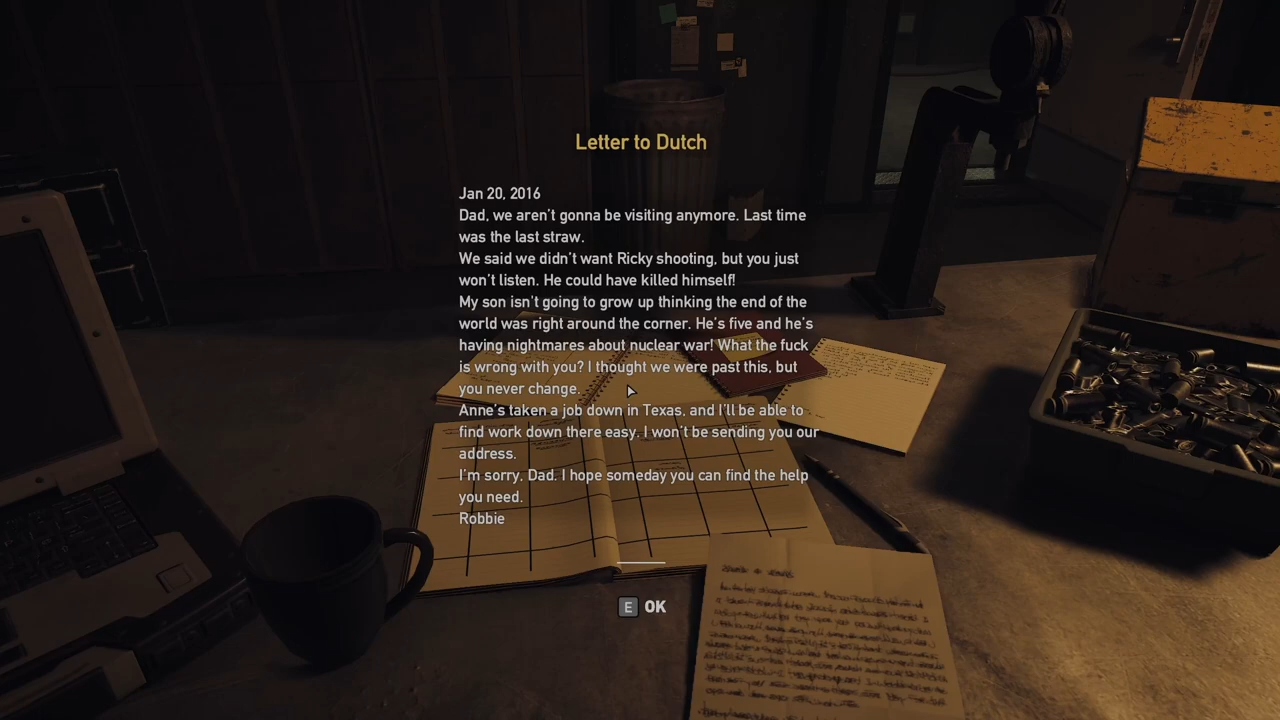 Letter to Dutch
Jan 20, 2016
Dad, we aren't gonna be visiting anymore. Last time
was the last straw.
We said we didn't want Ricky shooting, but you just
won't listen. He could have killed himself!
My son isn't going to grow up thinking the end of the
world was right around the corner. He's five and he's
having nightmares about nuclear war! What the fuck
is wrong with you? I thought we were past this, but
you never change.
Anne's taken a job down in Texas, and I'll be able to
find work down there easy. I won't be sending you our
address.
I'm sorry, Dad. I hope someday you can find the help
you need.
Robbie
E OK